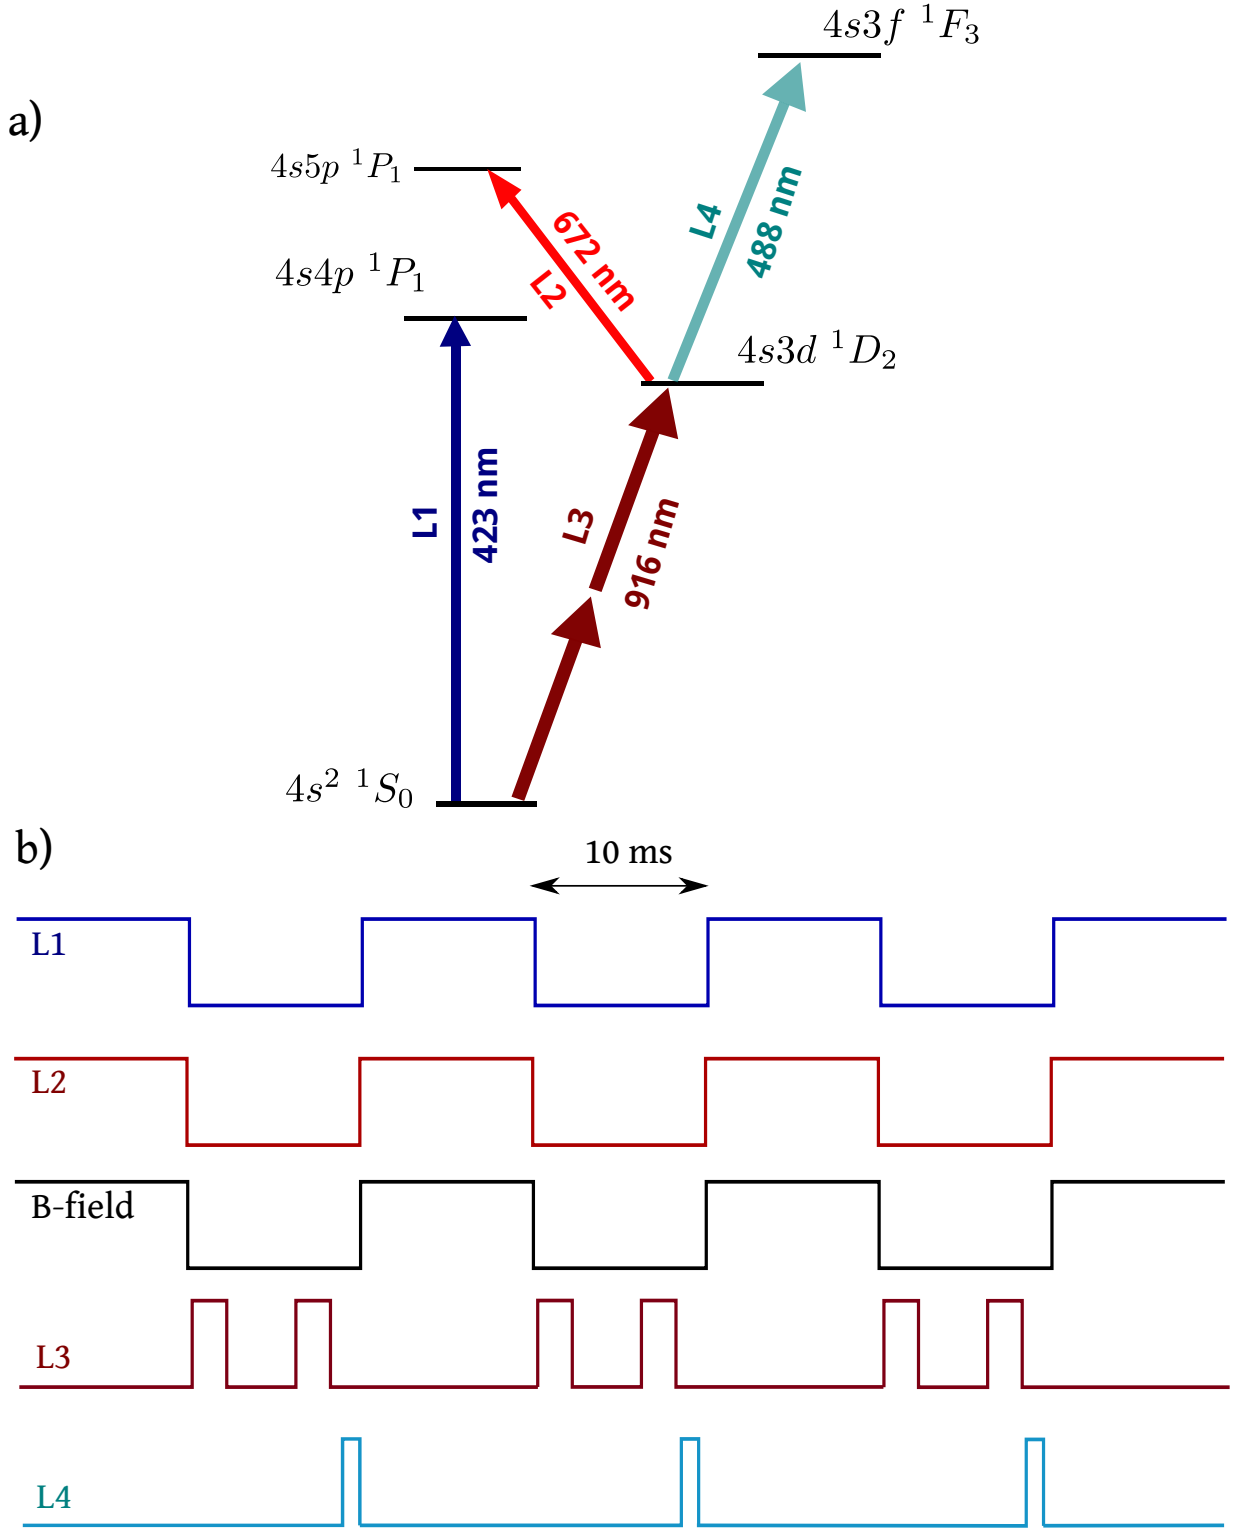 4s3f ¹F₃
a)
4s5p ¹P₁
672 nm
L2
L4
488 nm
4s4p ¹P₁
4s3d ¹D₂
L1
423 nm
L3
916 nm
4s² ¹S₀
b)
10 ms
L1
L2
B-field
L3
L4